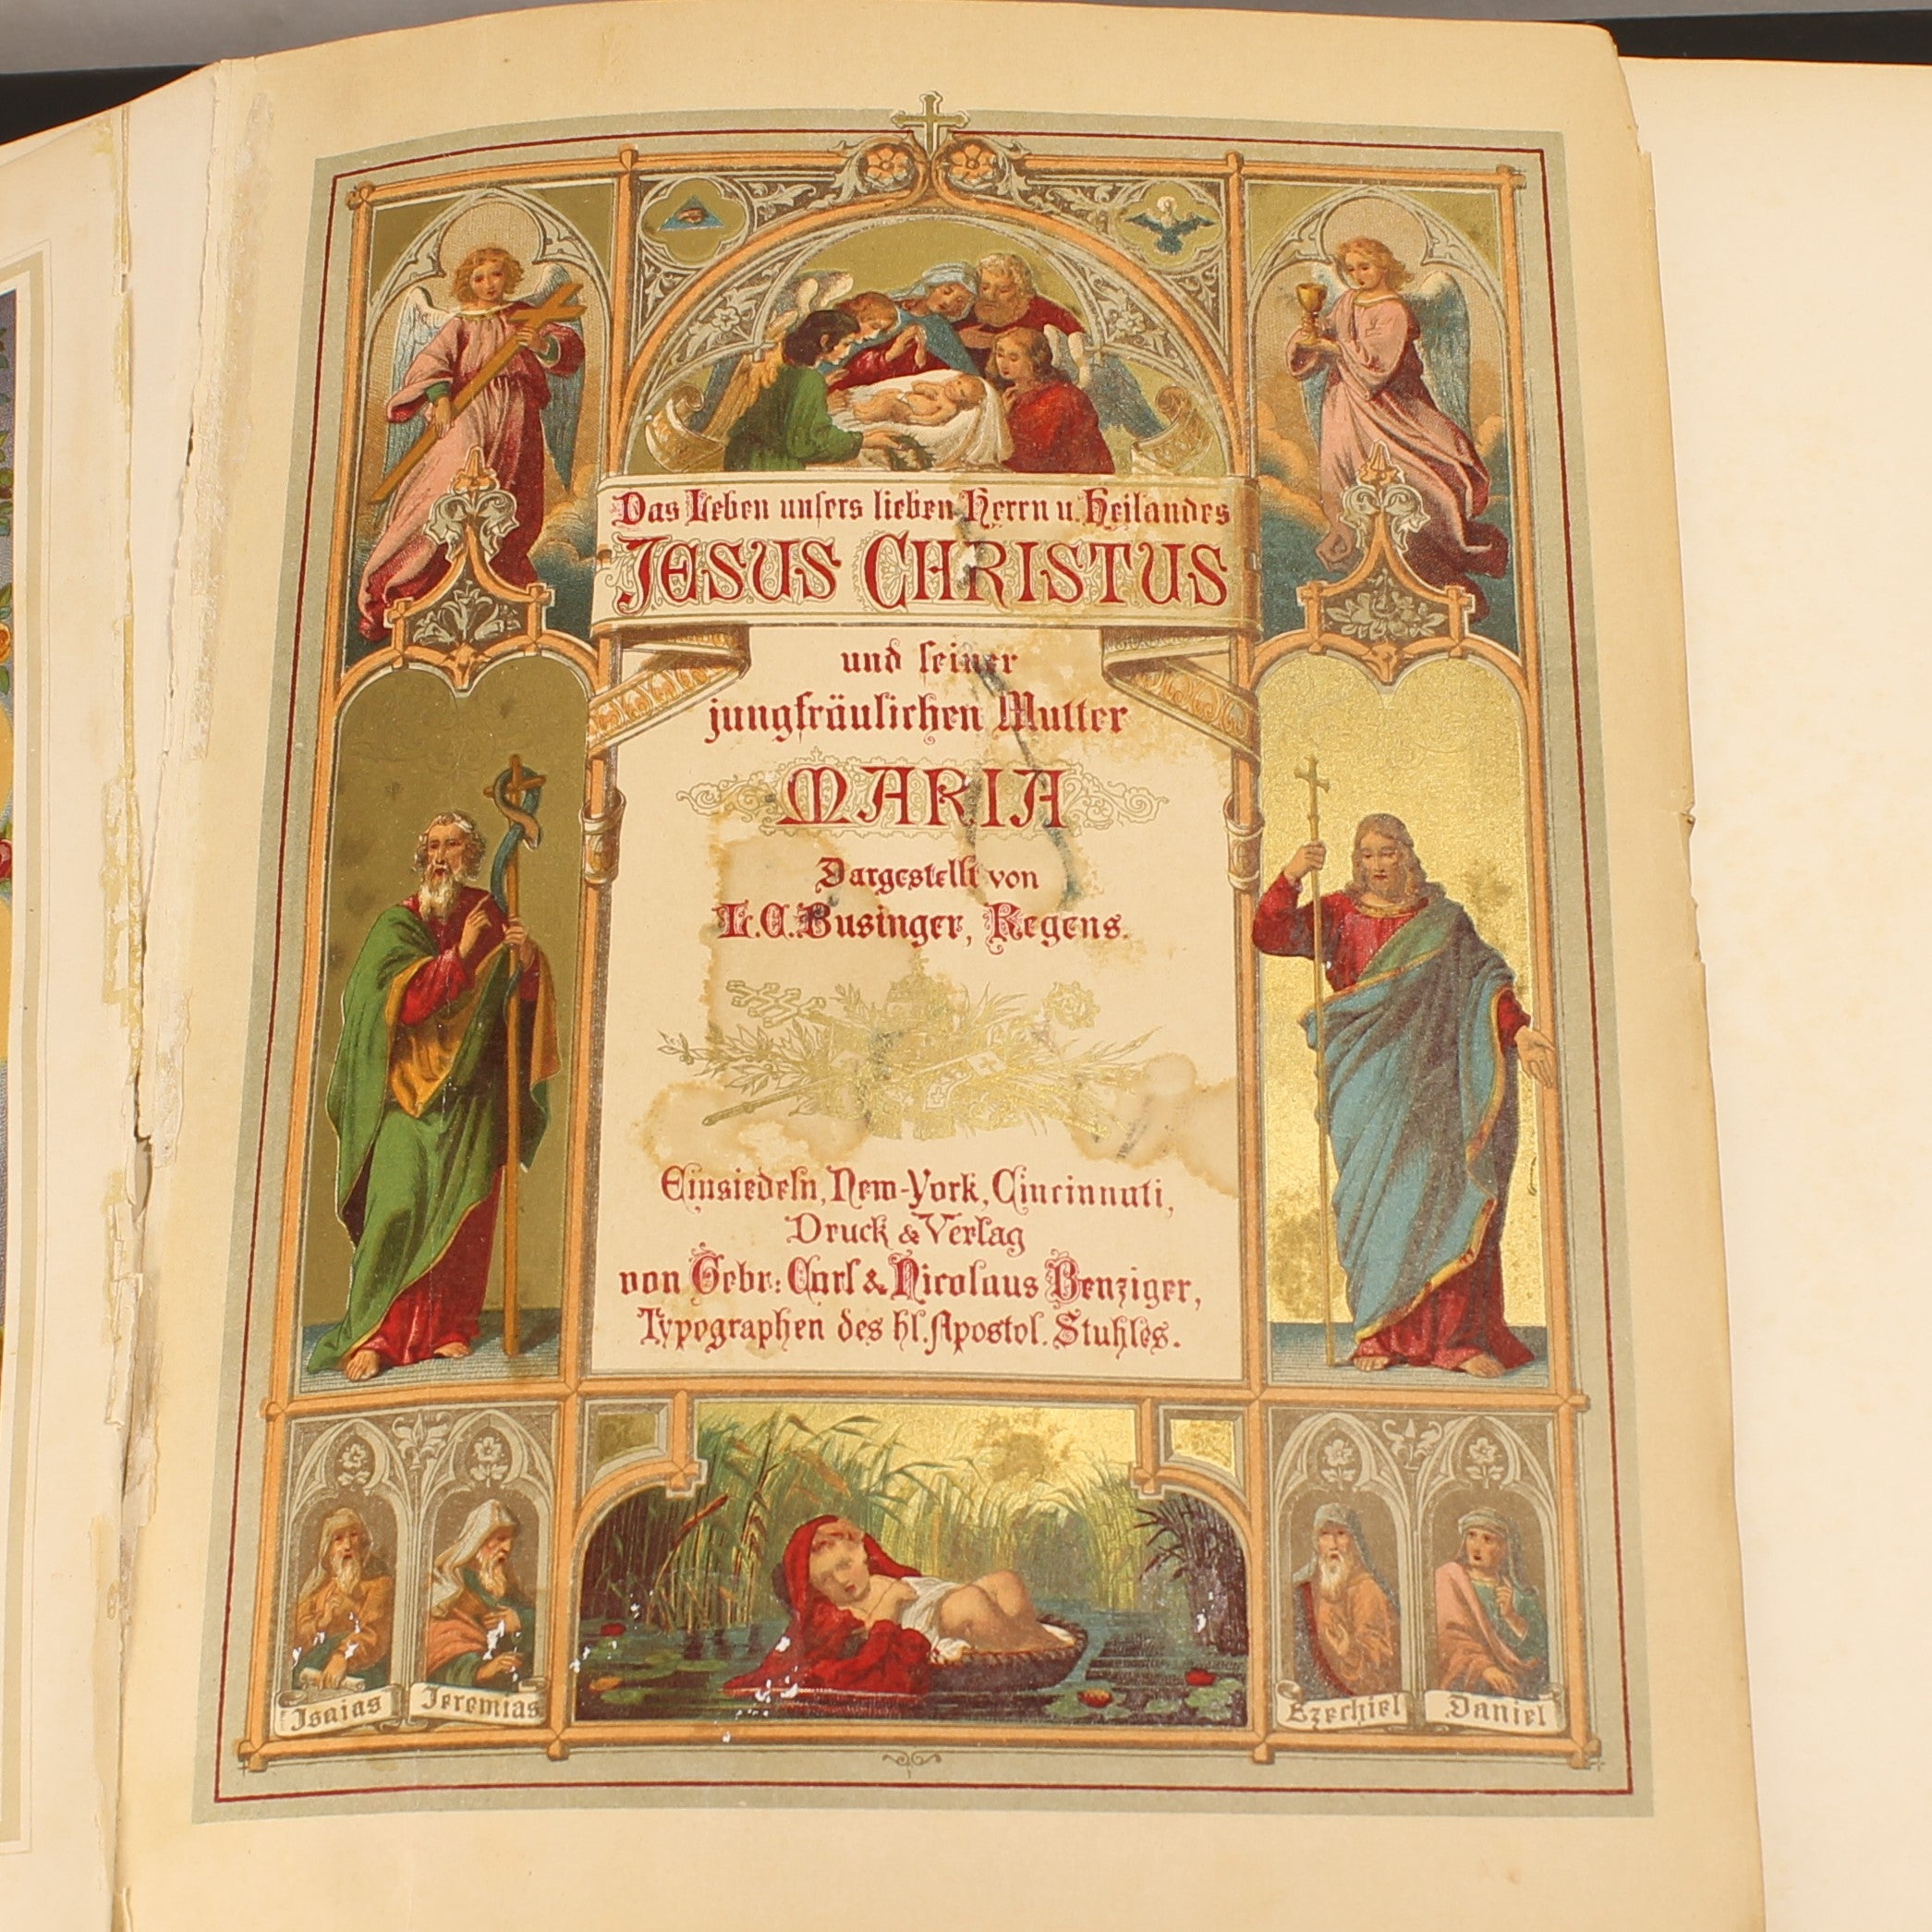 Das Leben unsers lieben Herrn u. Heilandes
JESUS CHRISTUS
und seiner
jungfräulichen Mutter
MARIA
Dargestellt von
L. C. Businger, Regens.
Einsiedeln, New-York, Cincinnati,
Druck & Verlag
von Gebr: Carl & Nicolaus Benziger,
Typographen des hl. Apostol. Stuhles.
Isaias Jeremias Ezechiel Daniel